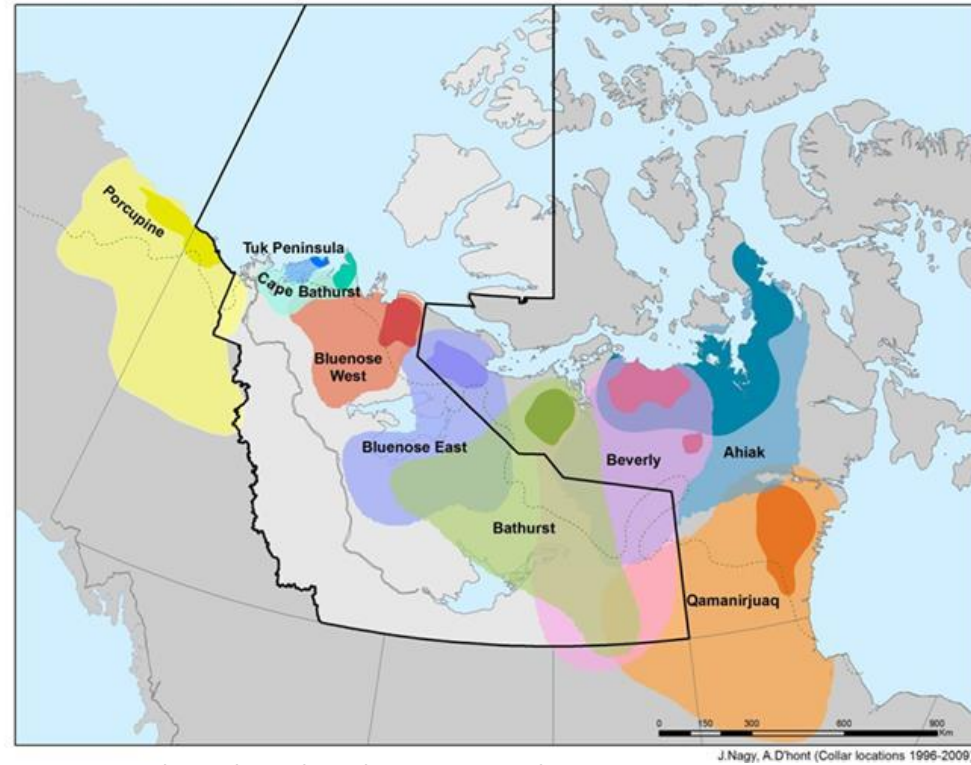 Porcupine
Tuk Peninsula
Cape Bathurst
Bluenose
West
Bluenose East
Bathurst
Beverly
Ahiak
Qamanirjuaq
0 150 300 600 900
Km
J.Nagy, A.D'hont (Collar locations 1996-2009)